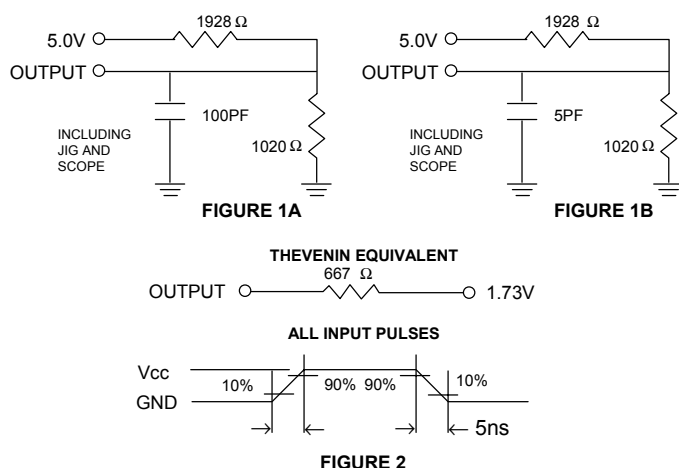 1928 Ω
5.0V
OUTPUT
100PF
INCLUDING
JIG AND
SCOPE
1020 Ω
FIGURE 1A
1928 Ω
5.0V
OUTPUT
5PF
INCLUDING
JIG AND
SCOPE
1020 Ω
FIGURE 1B
THEVENIN EQUIVALENT
667 Ω
OUTPUT 1.73V
ALL INPUT PULSES
Vcc
GND
10% 90% 90% 10%
5ns
FIGURE 2